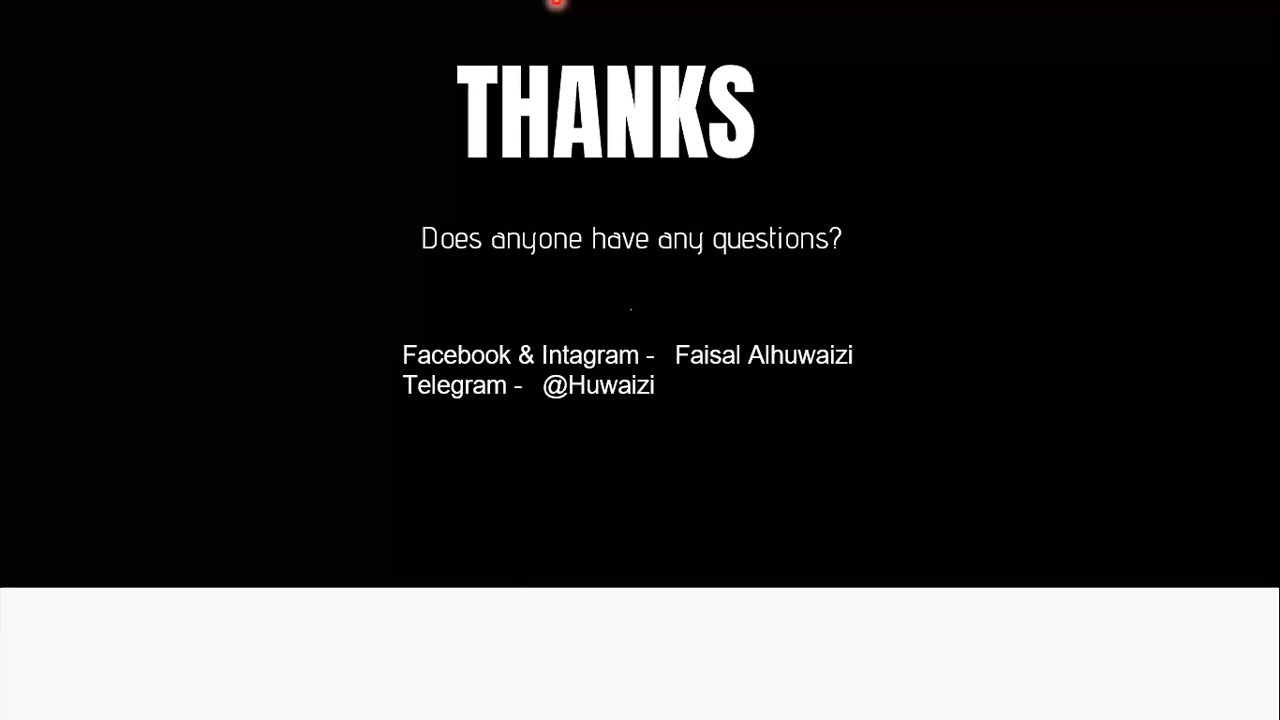 THANKS
Does anyone have any questions?
Facebook & Intagram - Faisal Alhuwaizi
Telegram - @Huwaizi